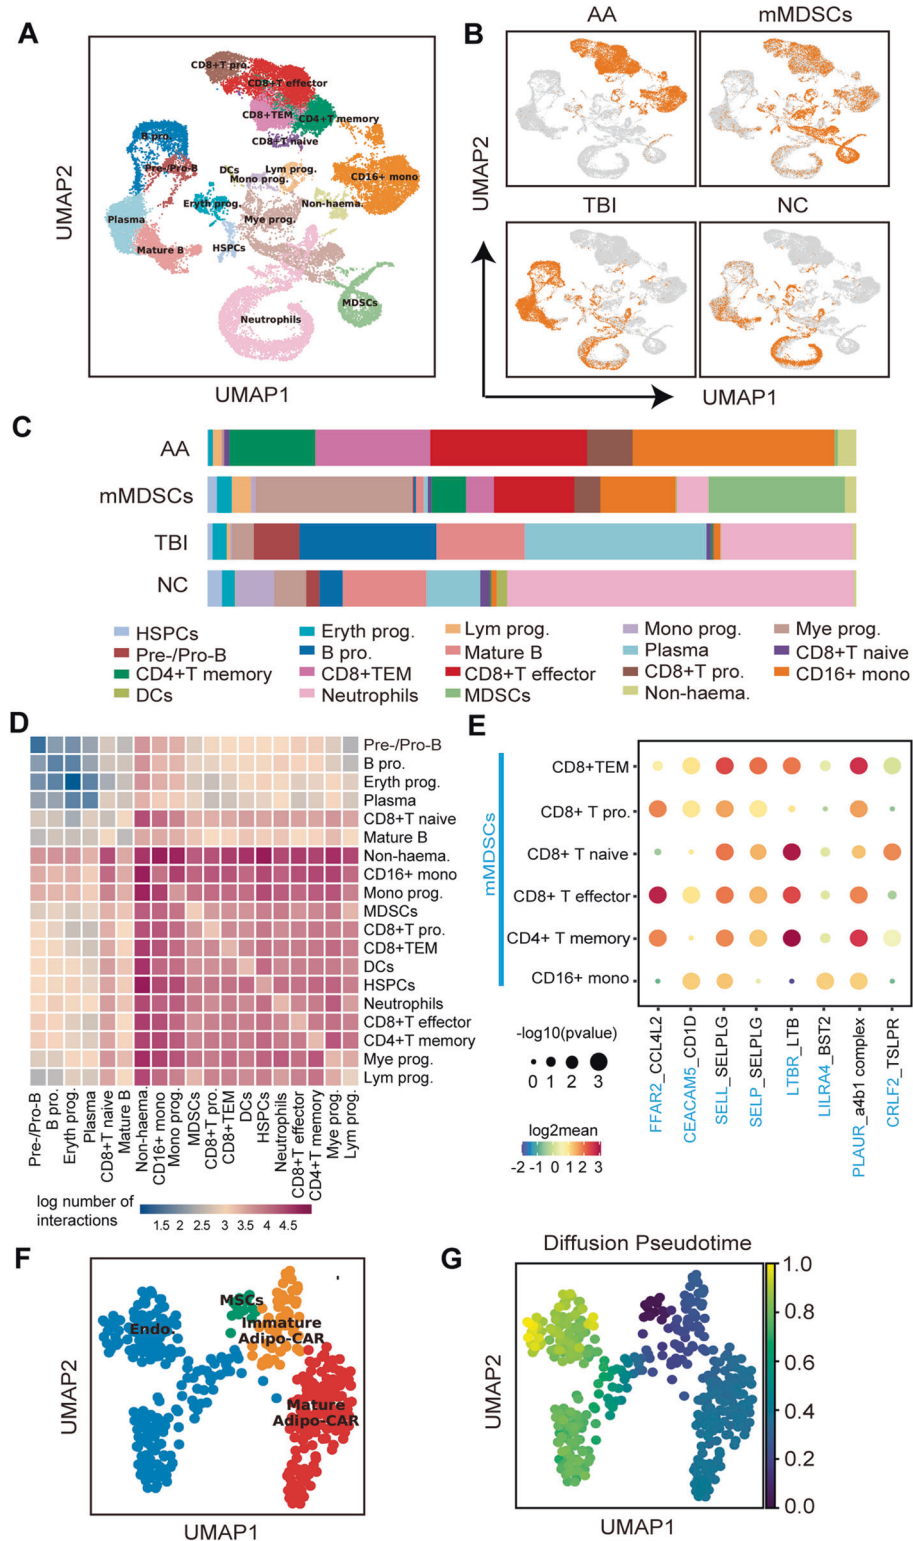 A
CD8+T pro.
CD8+T effector
CD8+TEM
CD4+T memory
CD8+T naive
B pro.
Pre-/Pro-B
DCs
Lym prog.
Mono prog.
CD16+ mono
Eryth prog.
Non-haema.
Plasma
Mye prog.
Mature B
HSPCs
MDSCs
Neutrophils
UMAP2
UMAP1
B
AA
mMDSCs
TBI
NC
UMAP2
UMAP1
C
AA
mMDSCs
TBI
NC
HSPCs
Eryth prog.
Lym prog.
Mono prog.
Mye prog.
Pre-/Pro-B
B pro.
Mature B
Plasma
CD8+T naive
CD4+T memory
CD8+TEM
CD8+T effector
CD8+T pro.
CD16+ mono
DCs
Neutrophils
MDSCs
Non-haema.
D
Pre-/Pro-B
B pro.
Eryth prog.
Plasma
CD8+T naive
Mature B
Non-haema.
CD16+ mono
Mono prog.
MDSCs
CD8+T pro.
CD8+TEM
DCs
HSPCs
Neutrophils
CD8+T effector
CD4+T memory
Mye prog.
Lym prog.
Pre-/Pro-B
B pro.
Eryth prog.
Plasma
CD8+T naive
Mature B
Non-haema.
CD16+ mono
Mono prog.
MDSCs
CD8+T pro.
CD8+TEM
DCs
HSPCs
Neutrophils
CD8+T effector
CD4+T memory
Mye prog.
Lym prog.
log number of
interactions
1.5 2 2.5 3 3.5 4 4.5
E
mMDSCs
CD8+TEM
CD8+ T pro.
CD8+ T naive
CD8+ T effector
CD4+ T memory
CD16+ mono
-log10(pvalue)
0 1 2 3
log2mean
-2 -1 0 1 2 3
FFAR2_CCL4L2
CEACAM5_CD1D
SELL_SELPLG
SELP_SELPLG
LTBR_LTB
LILRA4_BST2
PLAUR_a4b1 complex
CRLF2_TSLPR
F
MSCs
Endo.
Immature
Adipo-CAR
Mature
Adipo-CAR
UMAP2
UMAP1
G
Diffusion Pseudotime
1.0
0.8
0.6
0.4
0.2
0.0
UMAP2
UMAP1